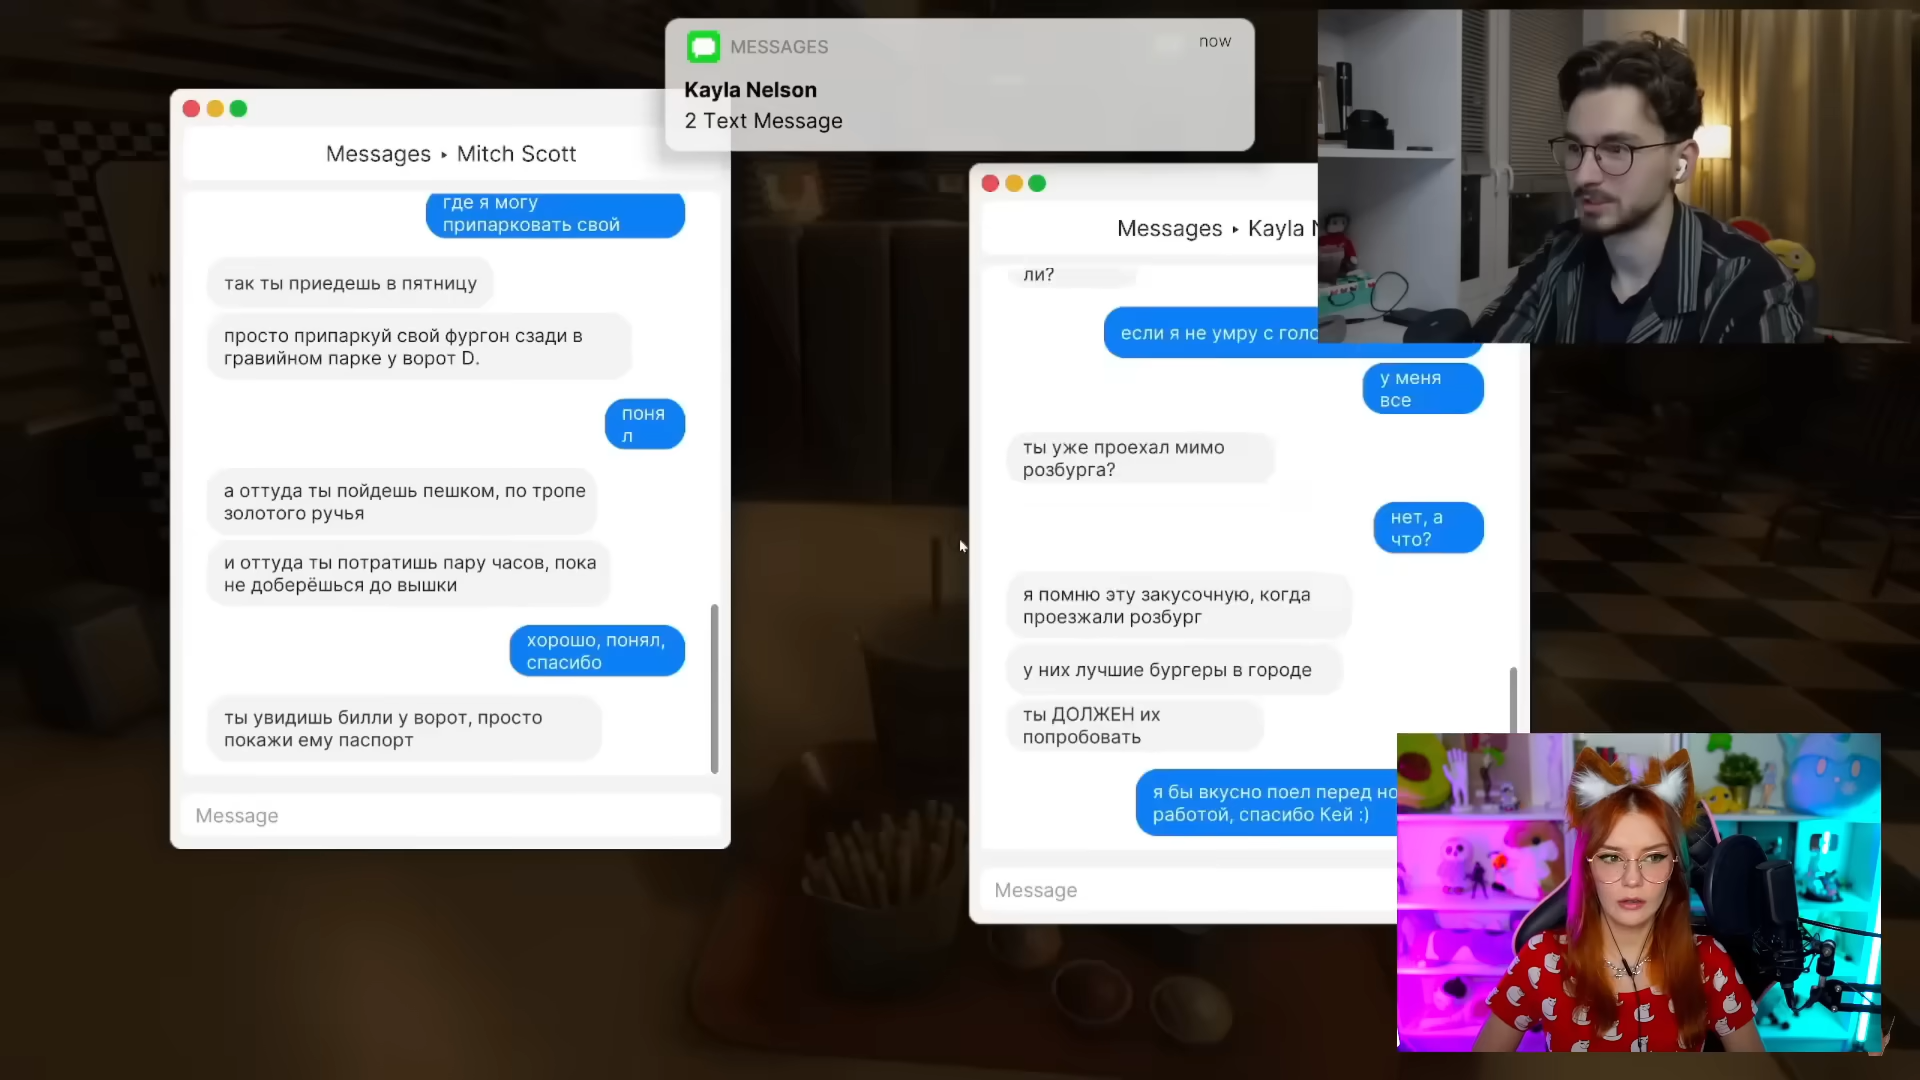 MESSAGES
now
Kayla Nelson
2 Text Message
Messages ▸ Mitch Scott
где я могу
припарковать свой
так ты приедешь в пятницу
просто припаркуй свой фургон сзади в
гравийном парке у ворот D.
поня
л
а оттуда ты пойдешь пешком, по тропе
золотого ручья
и оттуда ты потратишь пару часов, пока
не доберёшься до вышки
хорошо, понял,
спасибо
ты увидишь билли у ворот, просто
покажи ему паспорт
Message
Messages ▸ Kayla
ли?
если я не умру с
у меня
все
ты уже проехал мимо
розбурга?
нет, а
что?
я помню эту закусочную, когда
проезжали розбург
у них лучшие бургеры в городе
ты ДОЛЖЕН их
попробовать
я бы вкусно поел перед
работой, спасибо Кей :)
Message